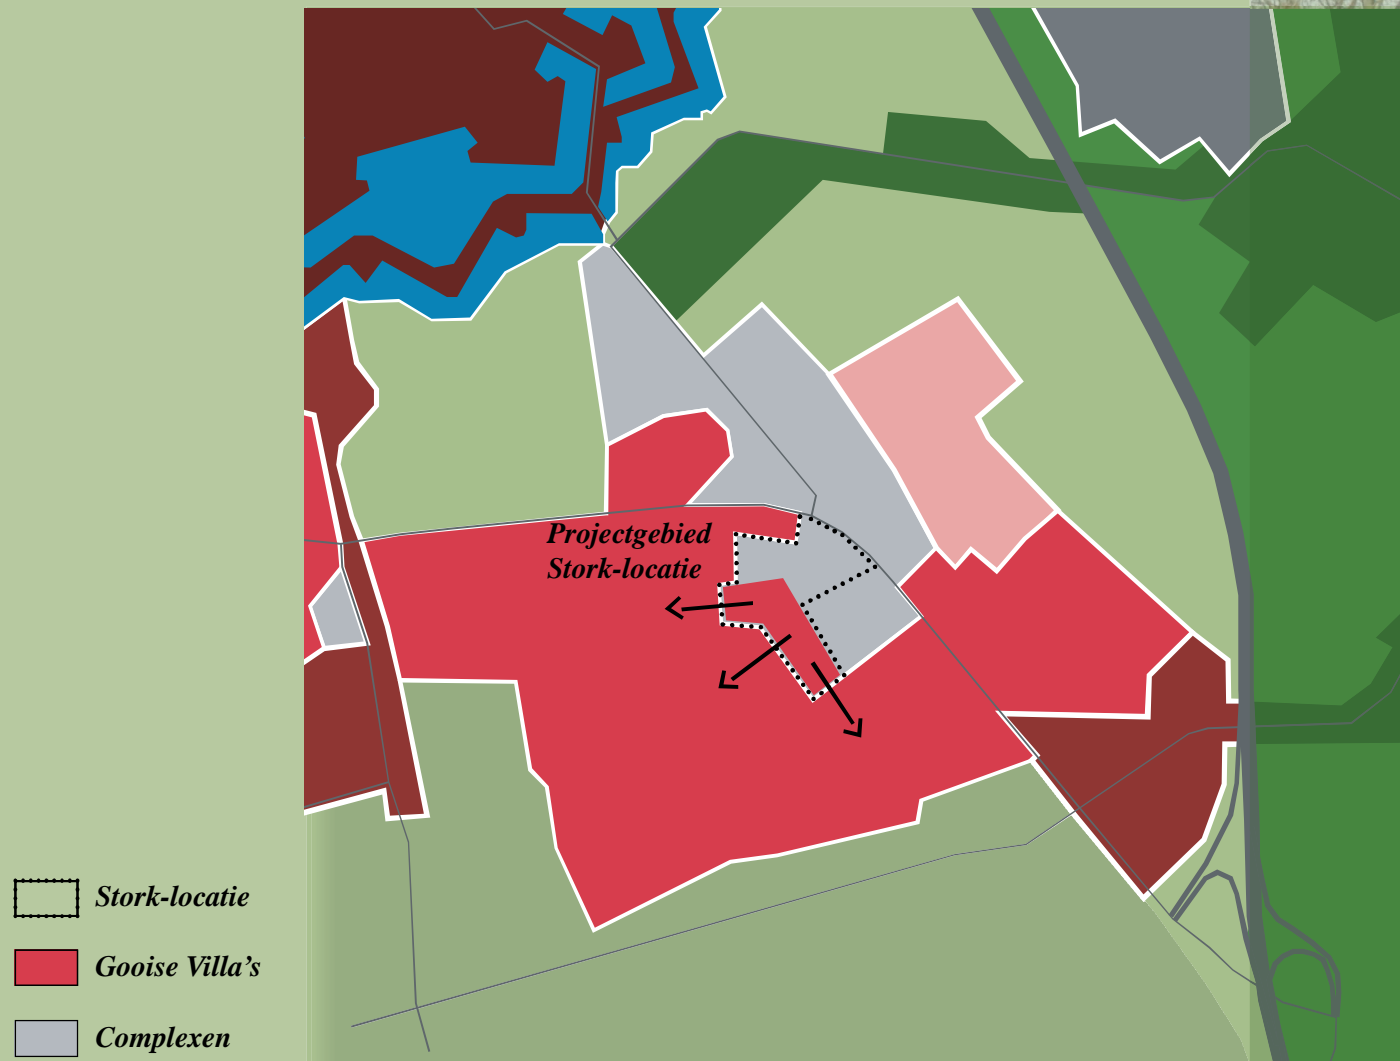 Projectgebied
Stork-locatie
Stork-locatie
Gooise Villa's
Complexen